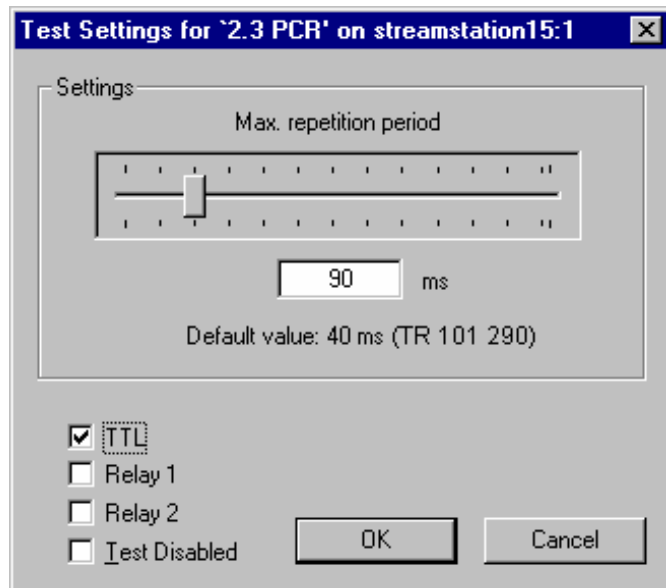 Test Settings for `2.3 PCR' on streamstation15:1
Settings
Max. repetition period
90 ms
Default value: 40 ms (TR 101 290)
TTL
Relay 1
Relay 2
Test Disabled
OK Cancel